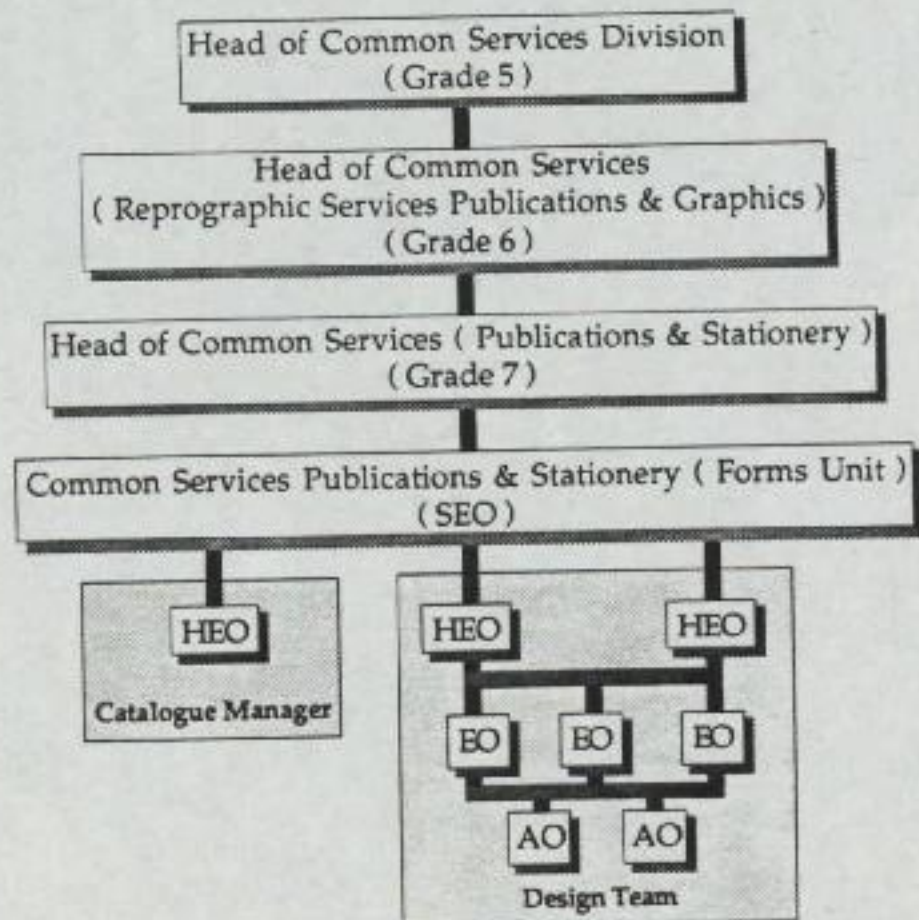 Head of Common Services Division
( Grade 5 )
Head of Common Services
( Reprographic Services Publications & Graphics )
( Grade 6 )
Head of Common Services ( Publications & Stationery )
( Grade 7 )
Common Services Publications & Stationery ( Forms Unit )
( SEO )
HEO
Catalogue Manager
HEO HEO
EO EO EO
AO AO
Design Team